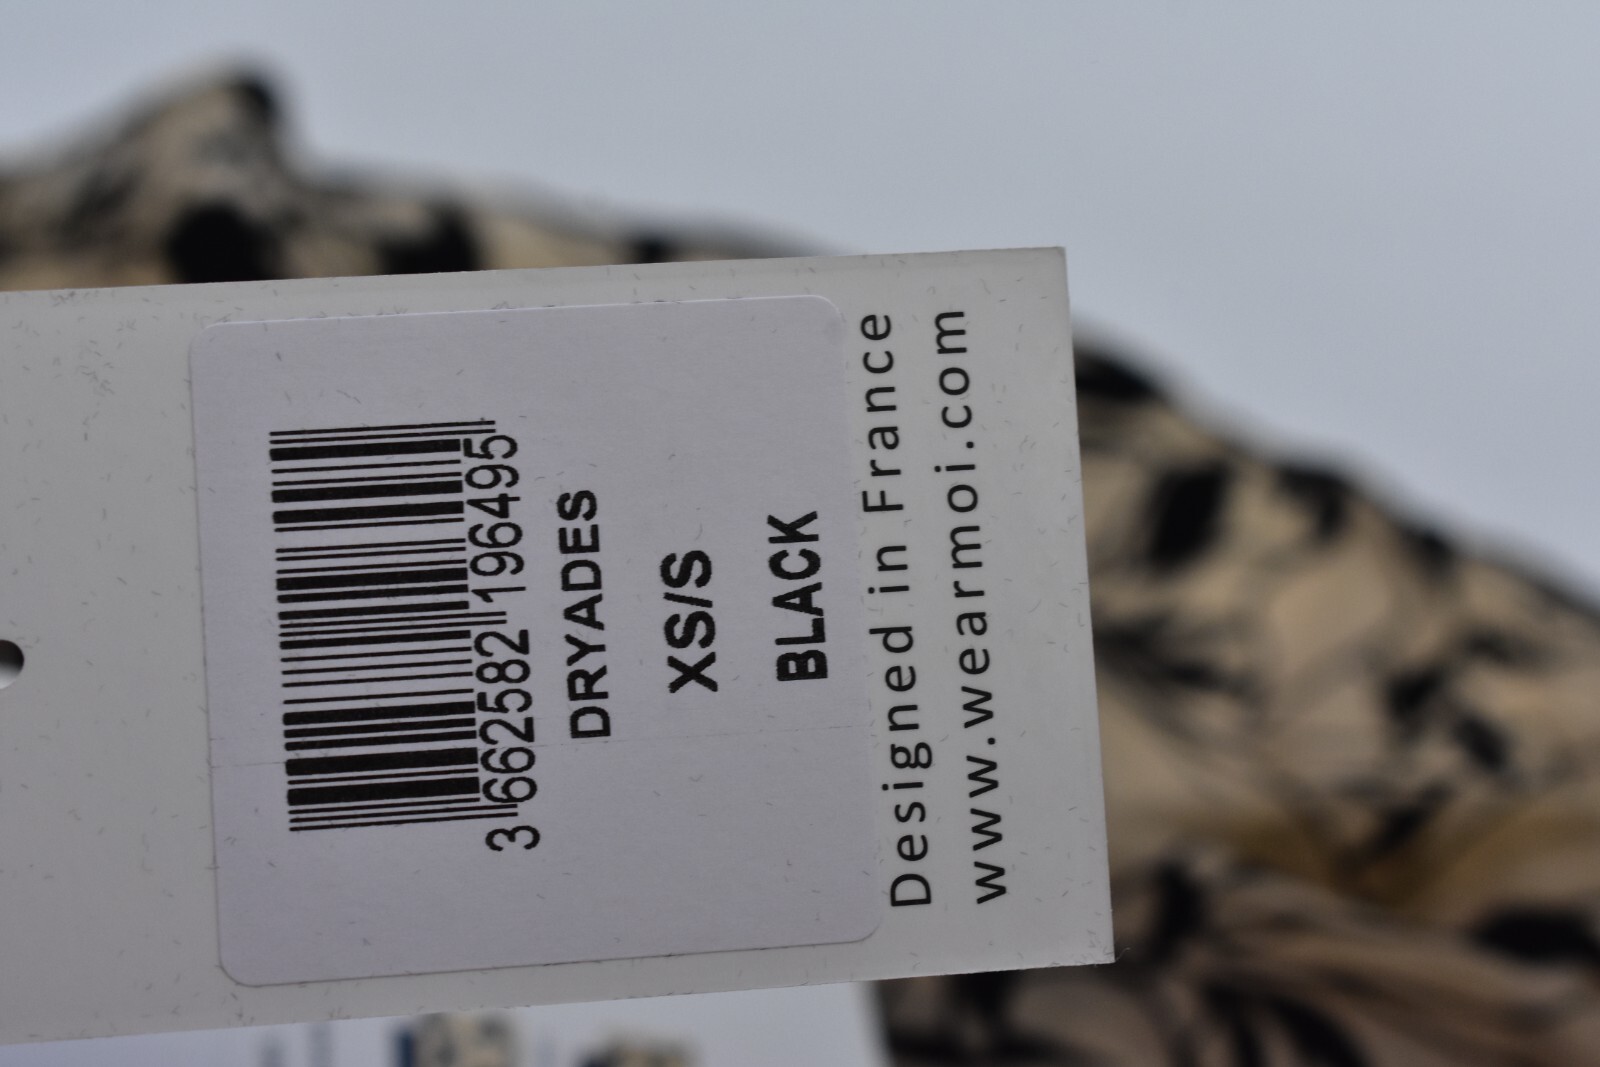 3 662582 196495
DRYADES
XS/S
BLACK
Designed in France
www.wearmoi.com